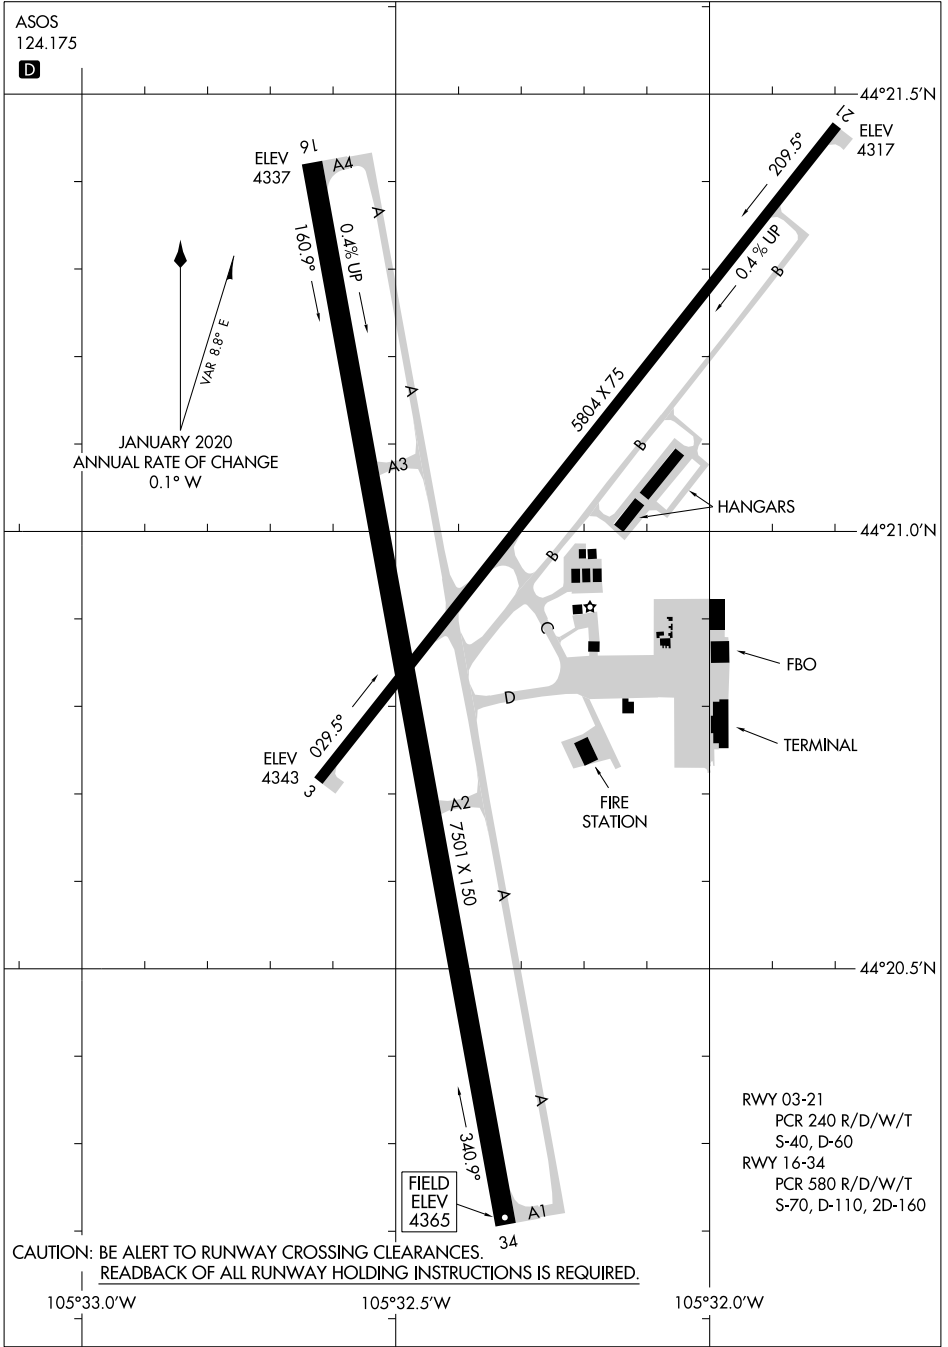 ASOS
124.175
D
44°21.5'N
21
ELEV
4317
16
ELEV
4337
A4
A
209.5°
0.4% UP
B
160.9°
0.4% UP
VAR 8.8° E
A
5804 X 75
JANUARY 2020
ANNUAL RATE OF CHANGE
0.1° W
A3
B
HANGARS
44°21.0'N
B
C
FBO
D
029.5°
TERMINAL
ELEV
4343
3
A2
FIRE
STATION
7501 X 150
A
44°20.5'N
A
340.9°
RWY 03-21
PCR 240 R/D/W/T
S-40, D-60
RWY 16-34
PCR 580 R/D/W/T
S-70, D-110, 2D-160
FIELD
ELEV
4365
A1
34
CAUTION: BE ALERT TO RUNWAY CROSSING CLEARANCES.
READBACK OF ALL RUNWAY HOLDING INSTRUCTIONS IS REQUIRED.
105°33.0'W
105°32.5'W
105°32.0'W